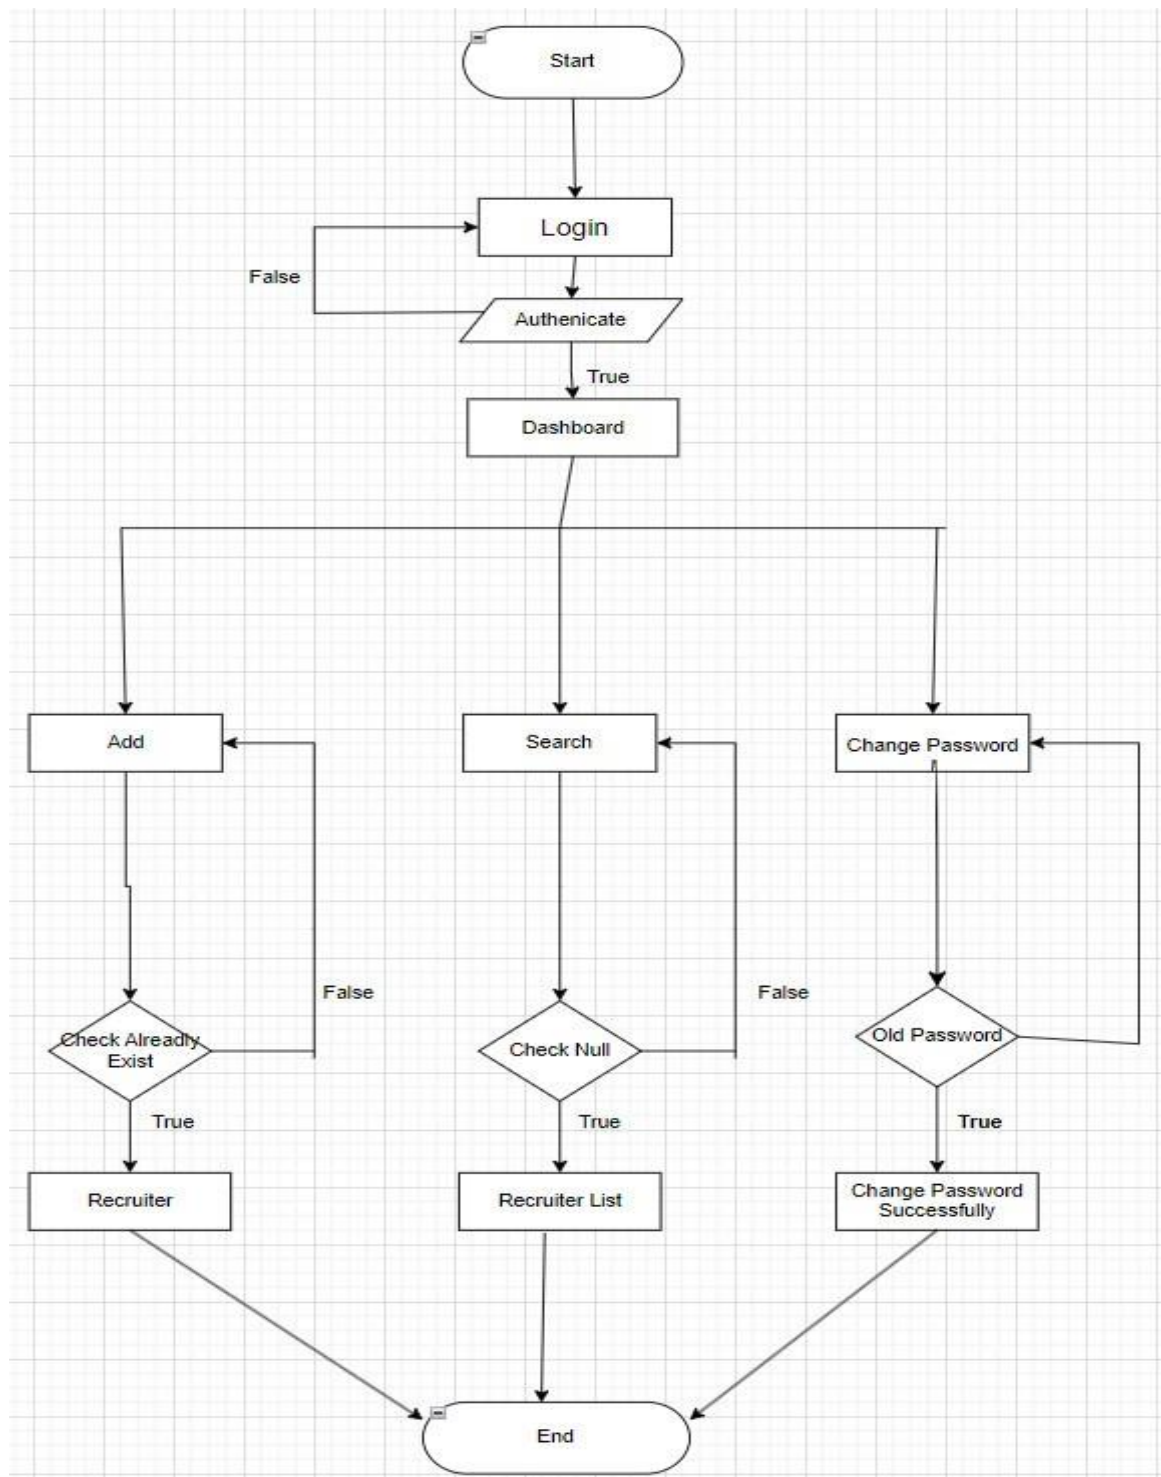 Start
Login
False
Authenicate
True
Dashboard
Add
Search
Change Password
False
False
Check Alreadly
Exist
Check Null
Old Password
True
True
True
Recruiter
Recruiter List
Change Password
Successfully
End